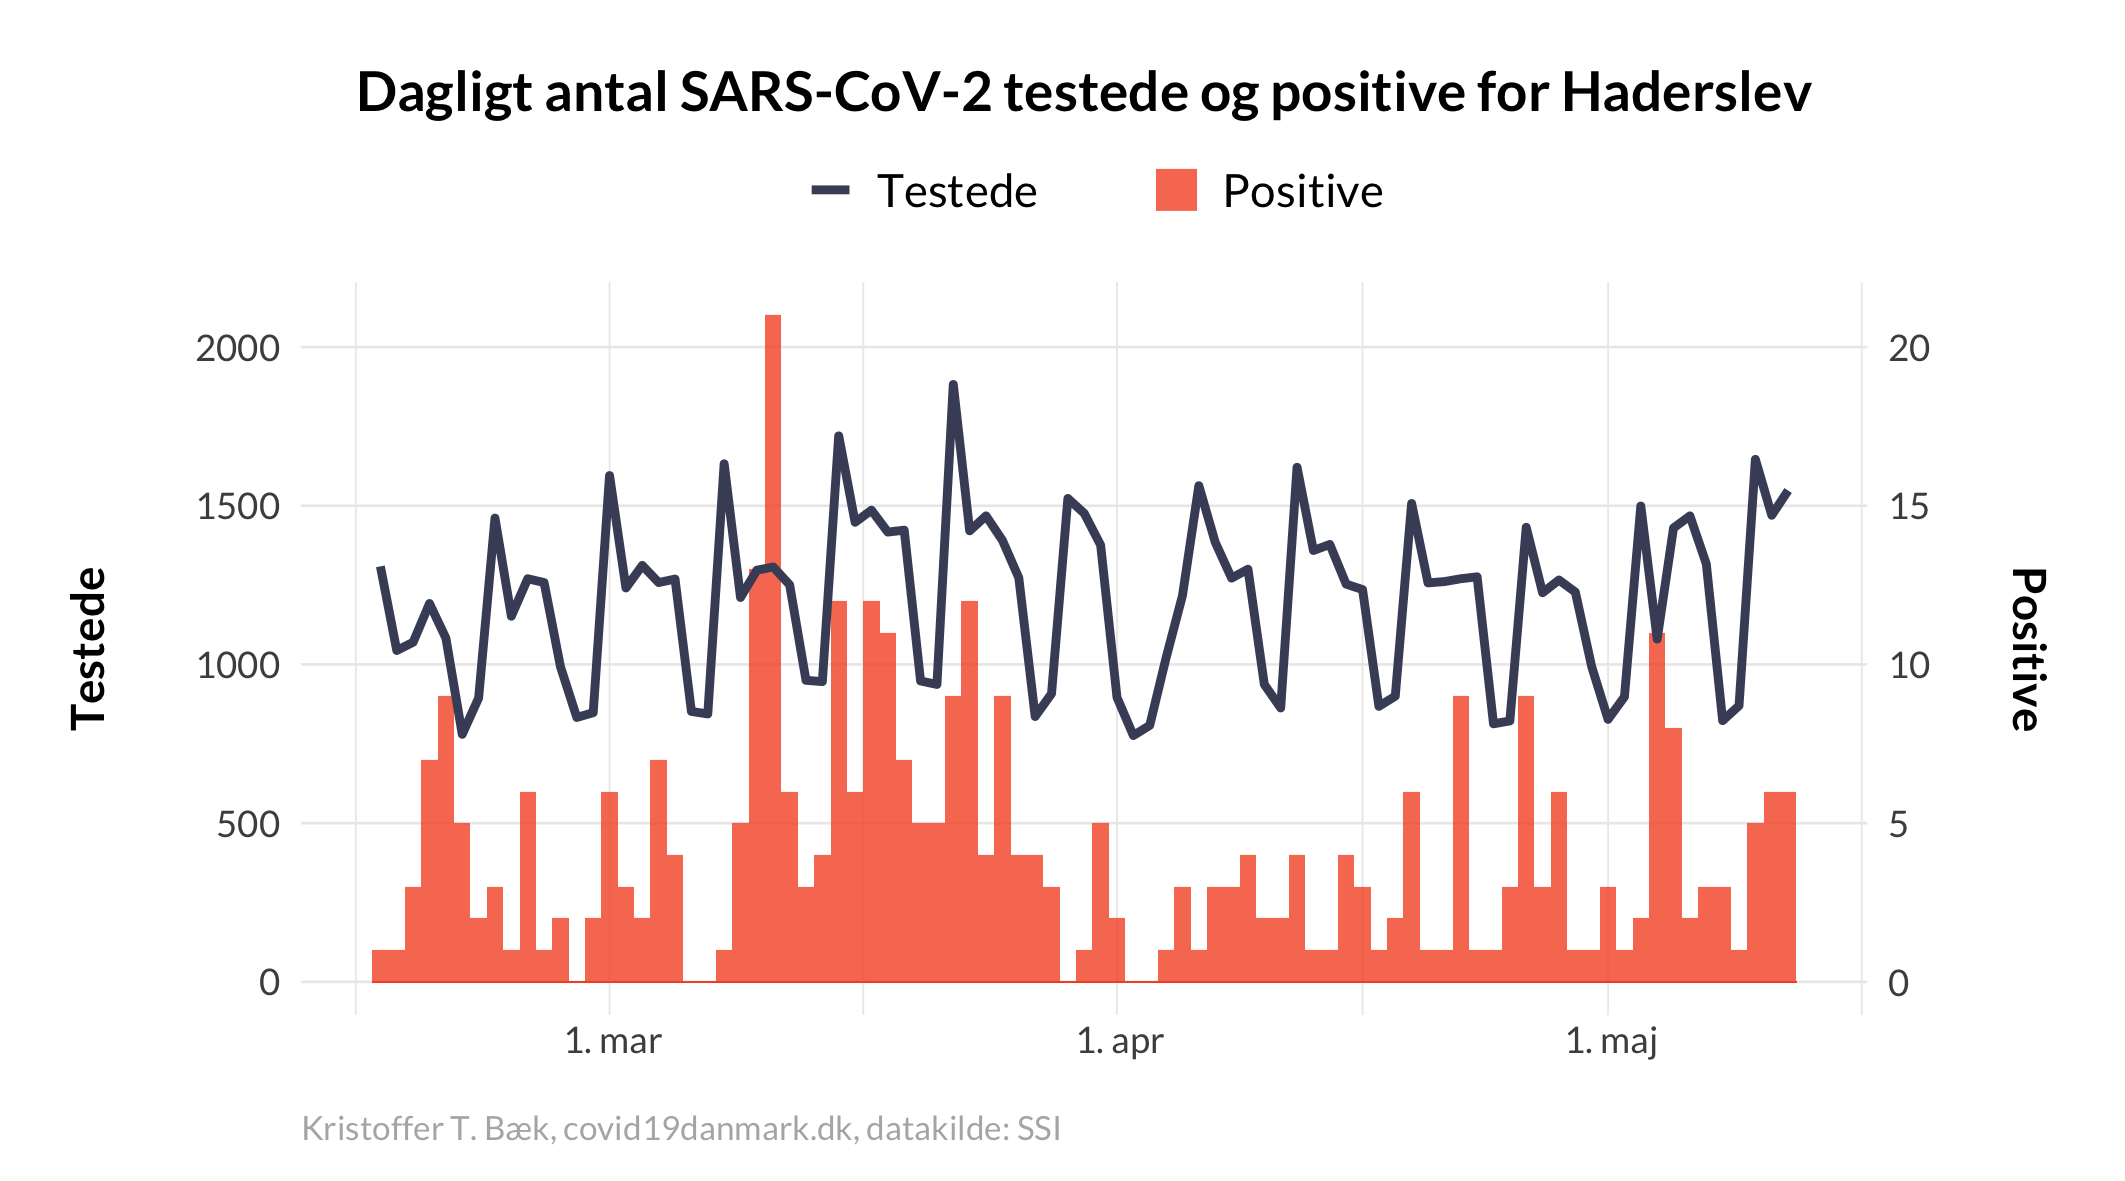 Dagligt antal SARS-CoV-2 testede og positive for Haderslev
Testede
Positive
2000
1500
1000
500
0
Testede
20
15
10
5
0
Positive
1. mar
1. apr
1. maj
Kristoffer T. Bæk, covid19danmark.dk, datakilde: SSI